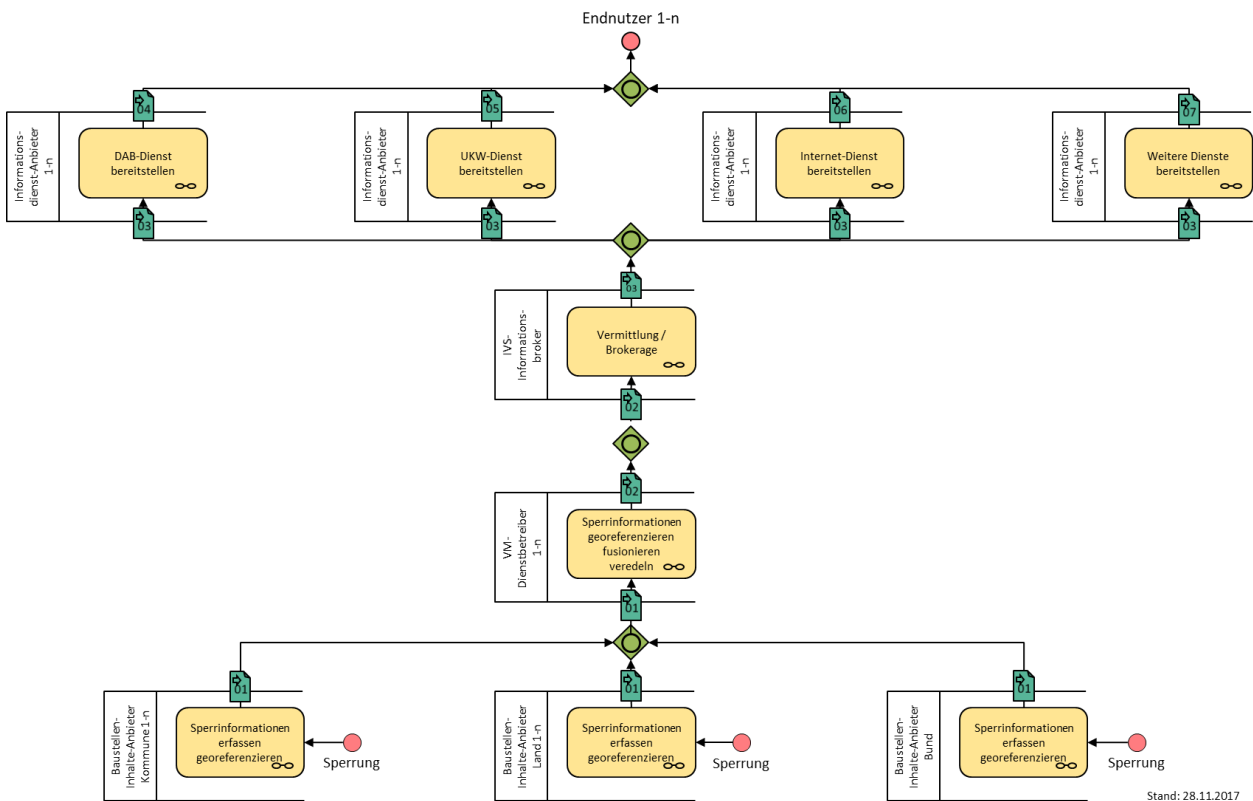 Endnutzer 1-n
04
05
06
07
Informations-
dienst-Anbieter
1-n
DAB-Dienst
bereitstellen
Informations-
dienst-Anbieter
1-n
UKW-Dienst
bereitstellen
Informations-
dienst-Anbieter
1-n
Internet-Dienst
bereitstellen
Informations-
dienst-Anbieter
1-n
Weitere Dienste
bereitstellen
03
03
03
03
03
IVS-
Informations-
broker
Vermittlung /
Brokerage
02
02
VM-
Dienstbetreiber
1-n
Sperrinformationen
georeferenzieren
fusionieren
veredeln
01
01
01
01
Baustellen-
Inhalte-Anbieter
Kommune 1-n
Sperrinformationen
erfassen
georeferenzieren
Sperrung
Baustellen-
Inhalte-Anbieter
Land 1-n
Sperrinformationen
erfassen
georeferenzieren
Sperrung
Baustellen-
Inhalte-Anbieter
Bund
Sperrinformationen
erfassen
georeferenzieren
Sperrung
Stand: 28.11.2017